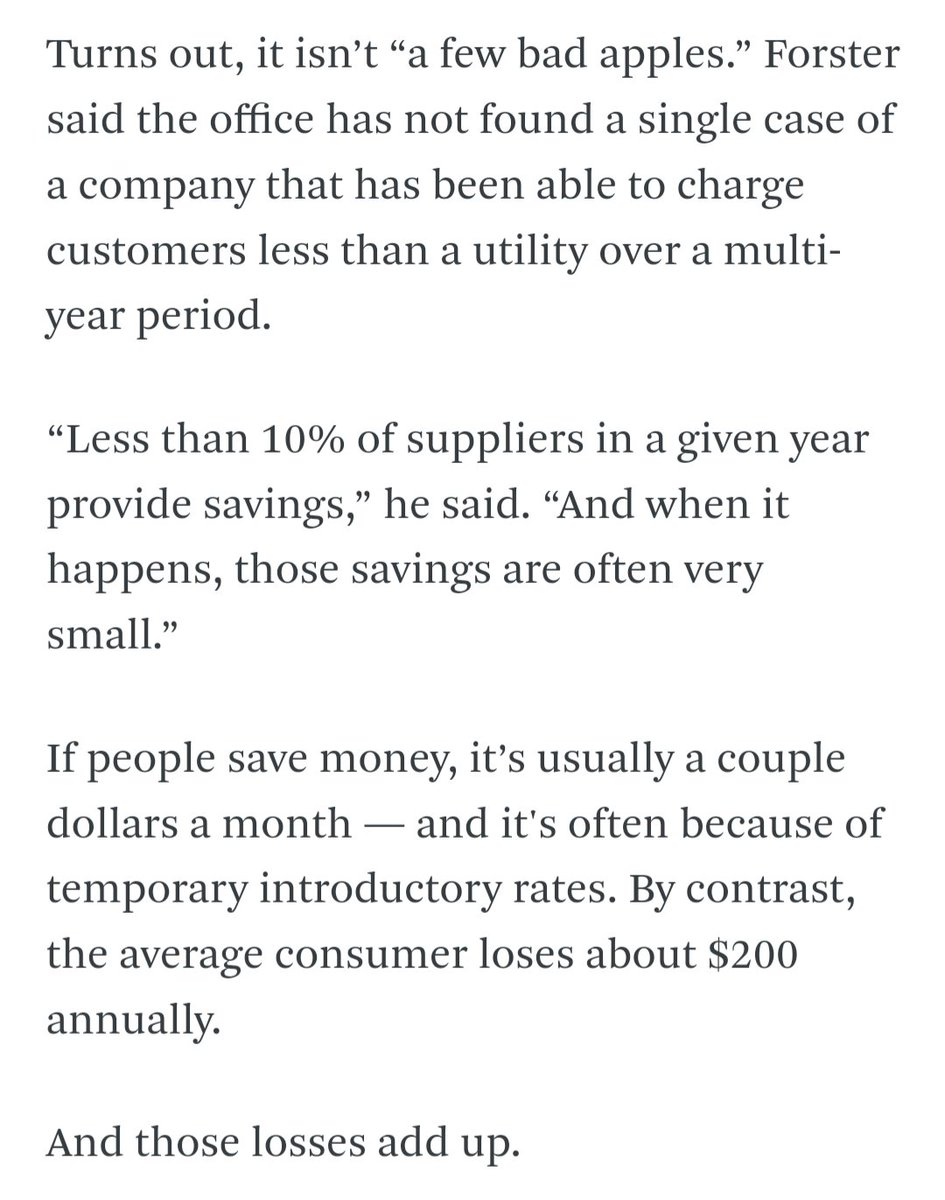 Turns out, it isn’t “a few bad apples.” Forster
said the office has not found a single case of
a company that has been able to charge
customers less than a utility over a multi-
year period.
“Less than 10% of suppliers in a given year
provide savings,” he said. “And when it
happens, those savings are often very
small.”
If people save money, it’s usually a couple
dollars a month — and it's often because of
temporary introductory rates. By contrast,
the average consumer loses about $200
annually.
And those losses add up.